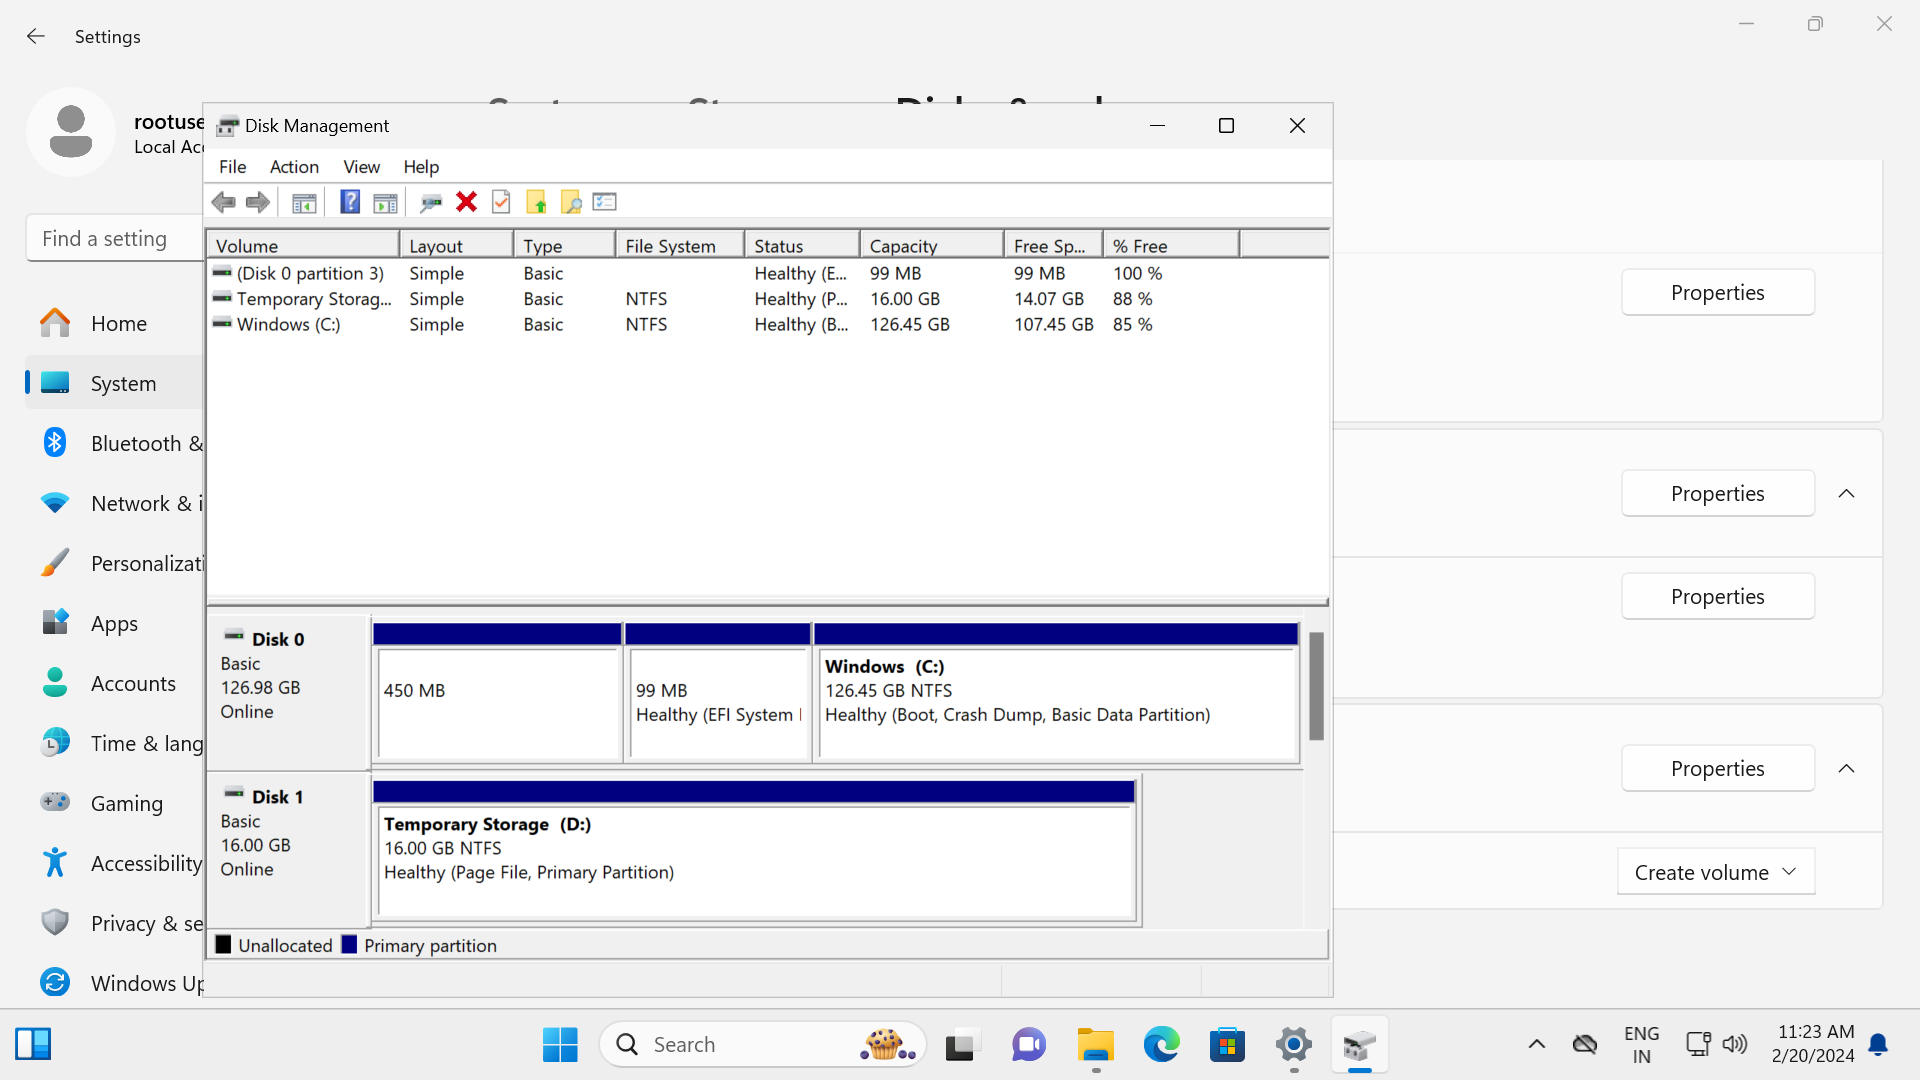 Settings
rootuse
Local Acc
Find a setting
Home
System
Bluetooth &
Network & i
Personalizati
Apps
Accounts
Time & lang
Gaming
Accessibility
Privacy & se
Windows Up
Disk Management
File Action View Help
Volume Layout Type File System Status Capacity Free Sp... % Free
(Disk 0 partition 3) Simple Basic Healthy (E... 99 MB 99 MB 100 %
Temporary Storag... Simple Basic NTFS Healthy (P... 16.00 GB 14.07 GB 88 %
Windows (C:) Simple Basic NTFS Healthy (B... 126.45 GB 107.45 GB 85 %
Disk 0
Basic
126.98 GB
Online
450 MB
99 MB
Healthy (EFI System
Windows (C:)
126.45 GB NTFS
Healthy (Boot, Crash Dump, Basic Data Partition)
Disk 1
Basic
16.00 GB
Online
Temporary Storage (D:)
16.00 GB NTFS
Healthy (Page File, Primary Partition)
Unallocated Primary partition
Properties
Properties
Properties
Properties
Create volume
Search
ENG
IN
11:23 AM
2/20/2024